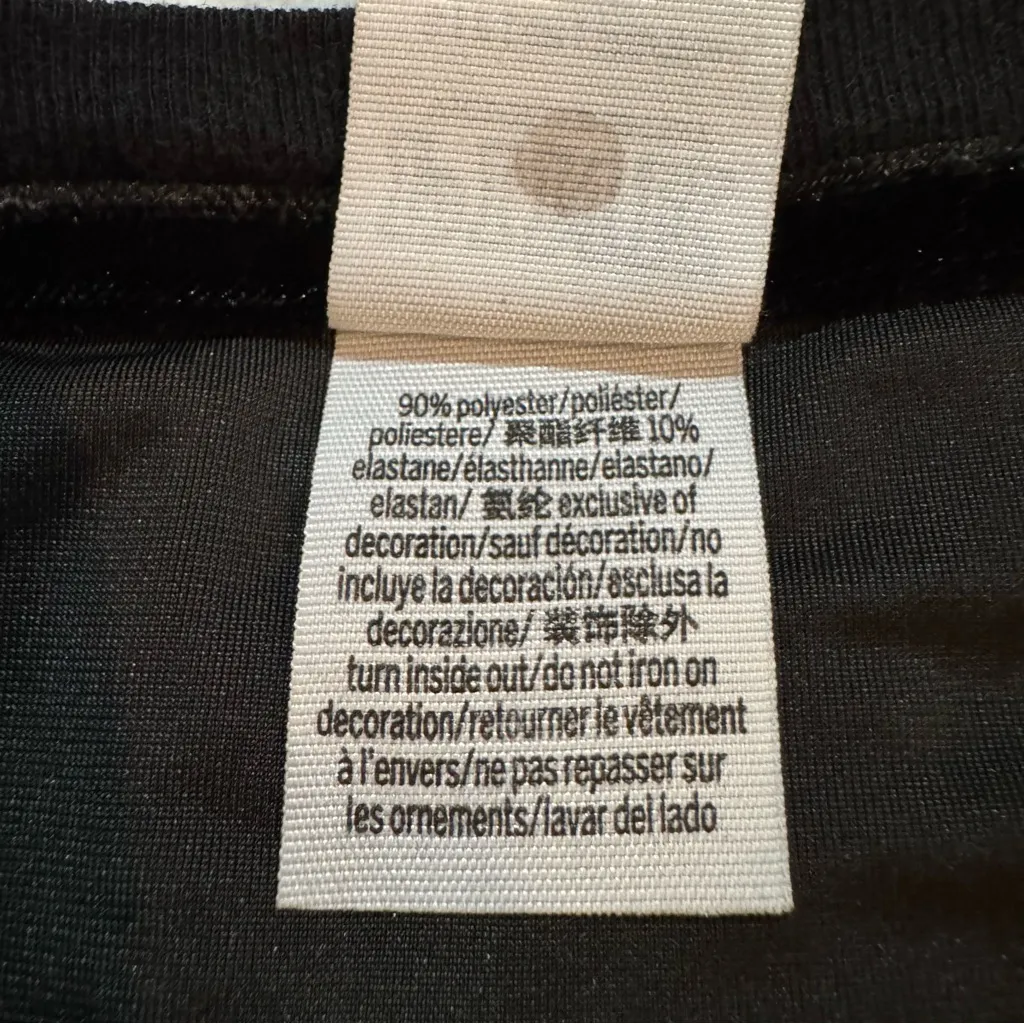 90% polyester/poliéster/
poliestere/ 聚酯纤维 10%
elastane/élasthanne/elastano/
elastan/ 氨纶 exclusive of
decoration/sauf décoration/no
incluye la decoración/esclusa la
decorazione/ 装饰除外
turn inside out/do not iron on
decoration/retourner le vêtement
à l'envers/ne pas repasser sur
les ornements/lavar del lado